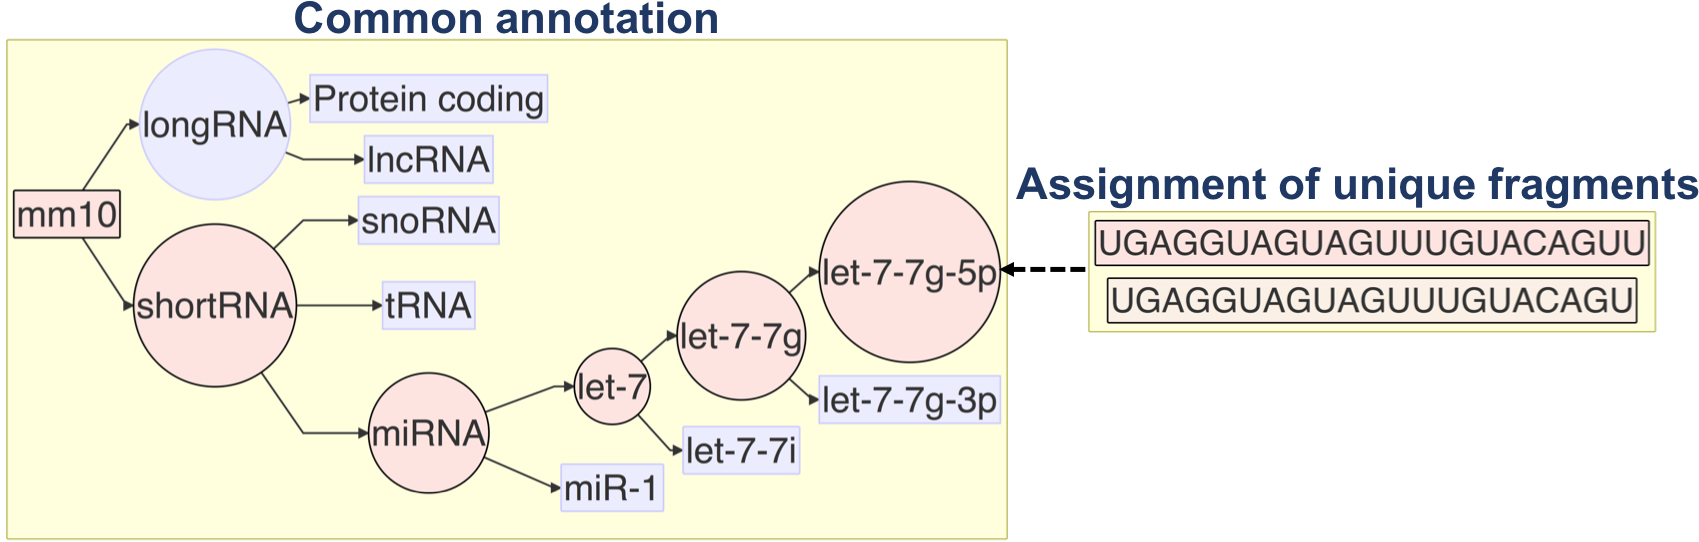 Common annotation
longRNA
Protein coding
lncRNA
mm10
snoRNA
shortRNA
tRNA
miRNA
let-7
miR-1
let-7-7g
let-7-7i
let-7-7g-5p
let-7-7g-3p
Assignment of unique fragments
UGAGGUAGUAGUUUGUACAGUU
UGAGGUAGUAGUUUGUACAGU